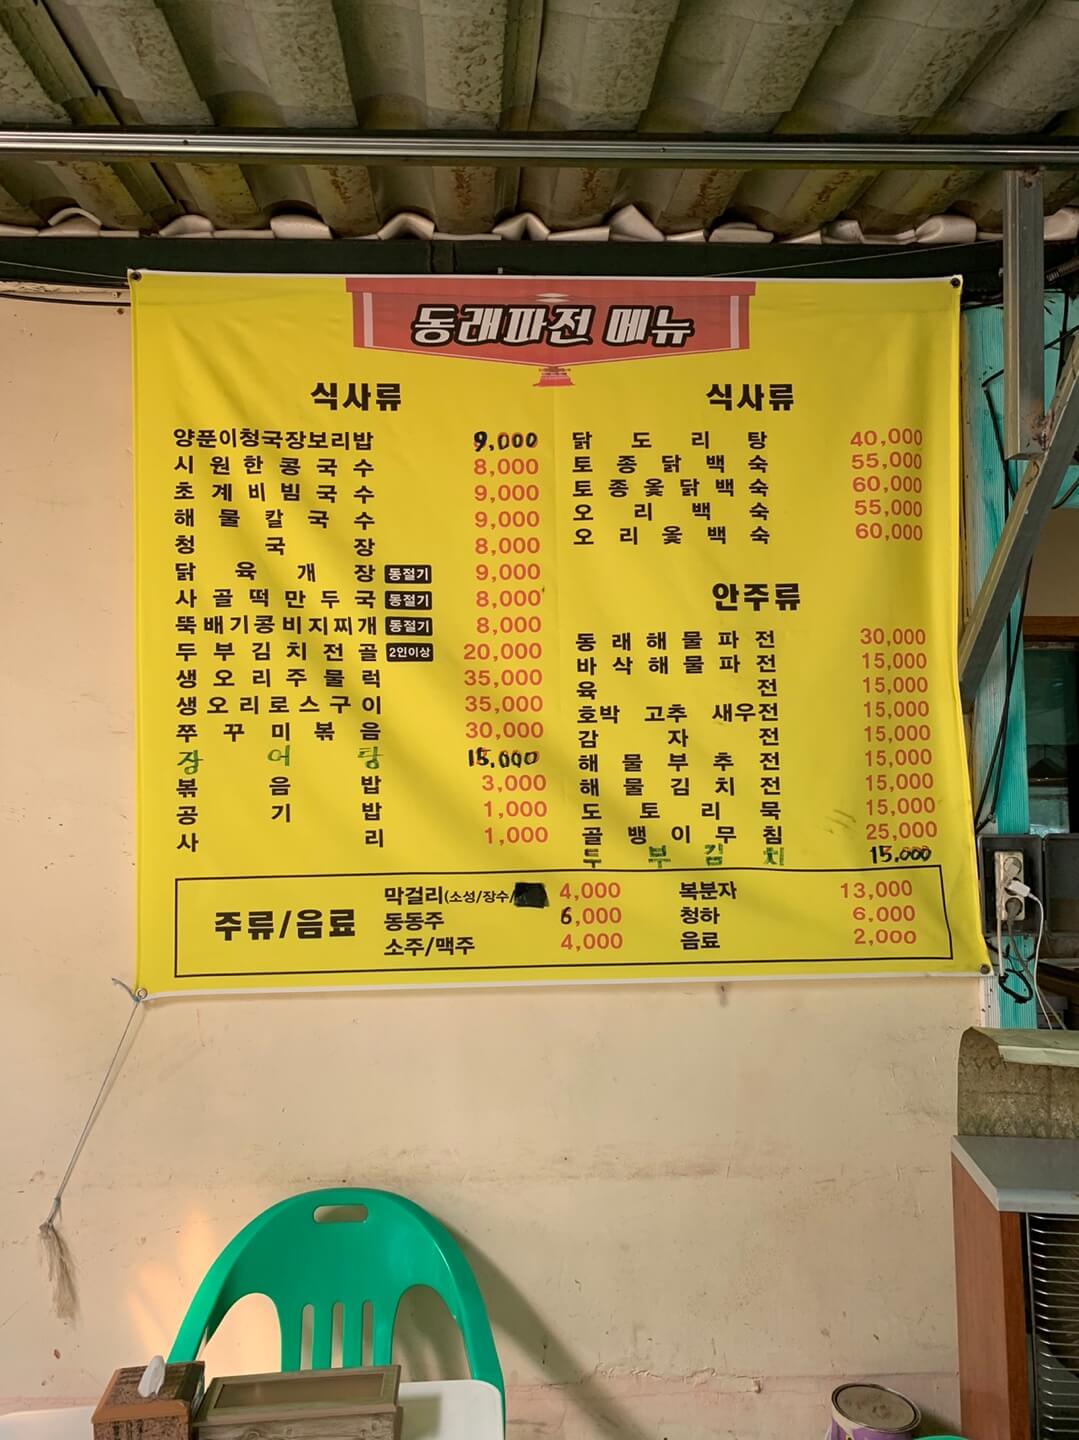 동래파전 메뉴
식사류
양푼이청국장보리밥 9,000
시원한콩국수 8,000
초계비빔국수 9,000
해물칼국수 9,000
청국장 8,000
닭육개장 동절기 9,000
사골떡만두국 동절기 8,000
뚝배기콩비지찌개 동절기 8,000
두부김치전골 2인이상 20,000
생오리주물럭 35,000
생오리로스구이 35,000
쭈꾸미볶음 30,000
장어탕 15,000
볶음밥 3,000
공기밥 1,000
사리 1,000
식사류
닭도리탕 40,000
토종닭백숙 55,000
토종옻닭백숙 60,000
오리백숙 55,000
오리옻백숙 60,000
안주류
동래해물파전 30,000
바삭해물파전 15,000
육전 15,000
호박 고추 새우전 15,000
감자전 15,000
해물부추전 15,000
해물김치전 15,000
도토리묵 15,000
골뱅이무침 25,000
두부김치 15,000
주류/음료
막걸리(소성/장수/ 4,000
동동주 6,000
소주/맥주 4,000
복분자 13,000
청하 6,000
음료 2,000